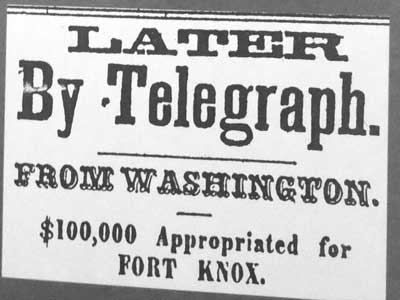 LATER
By Telegraph.
FROM WASHINGTON.
$100,000 Appropriated for
FORT KNOX.